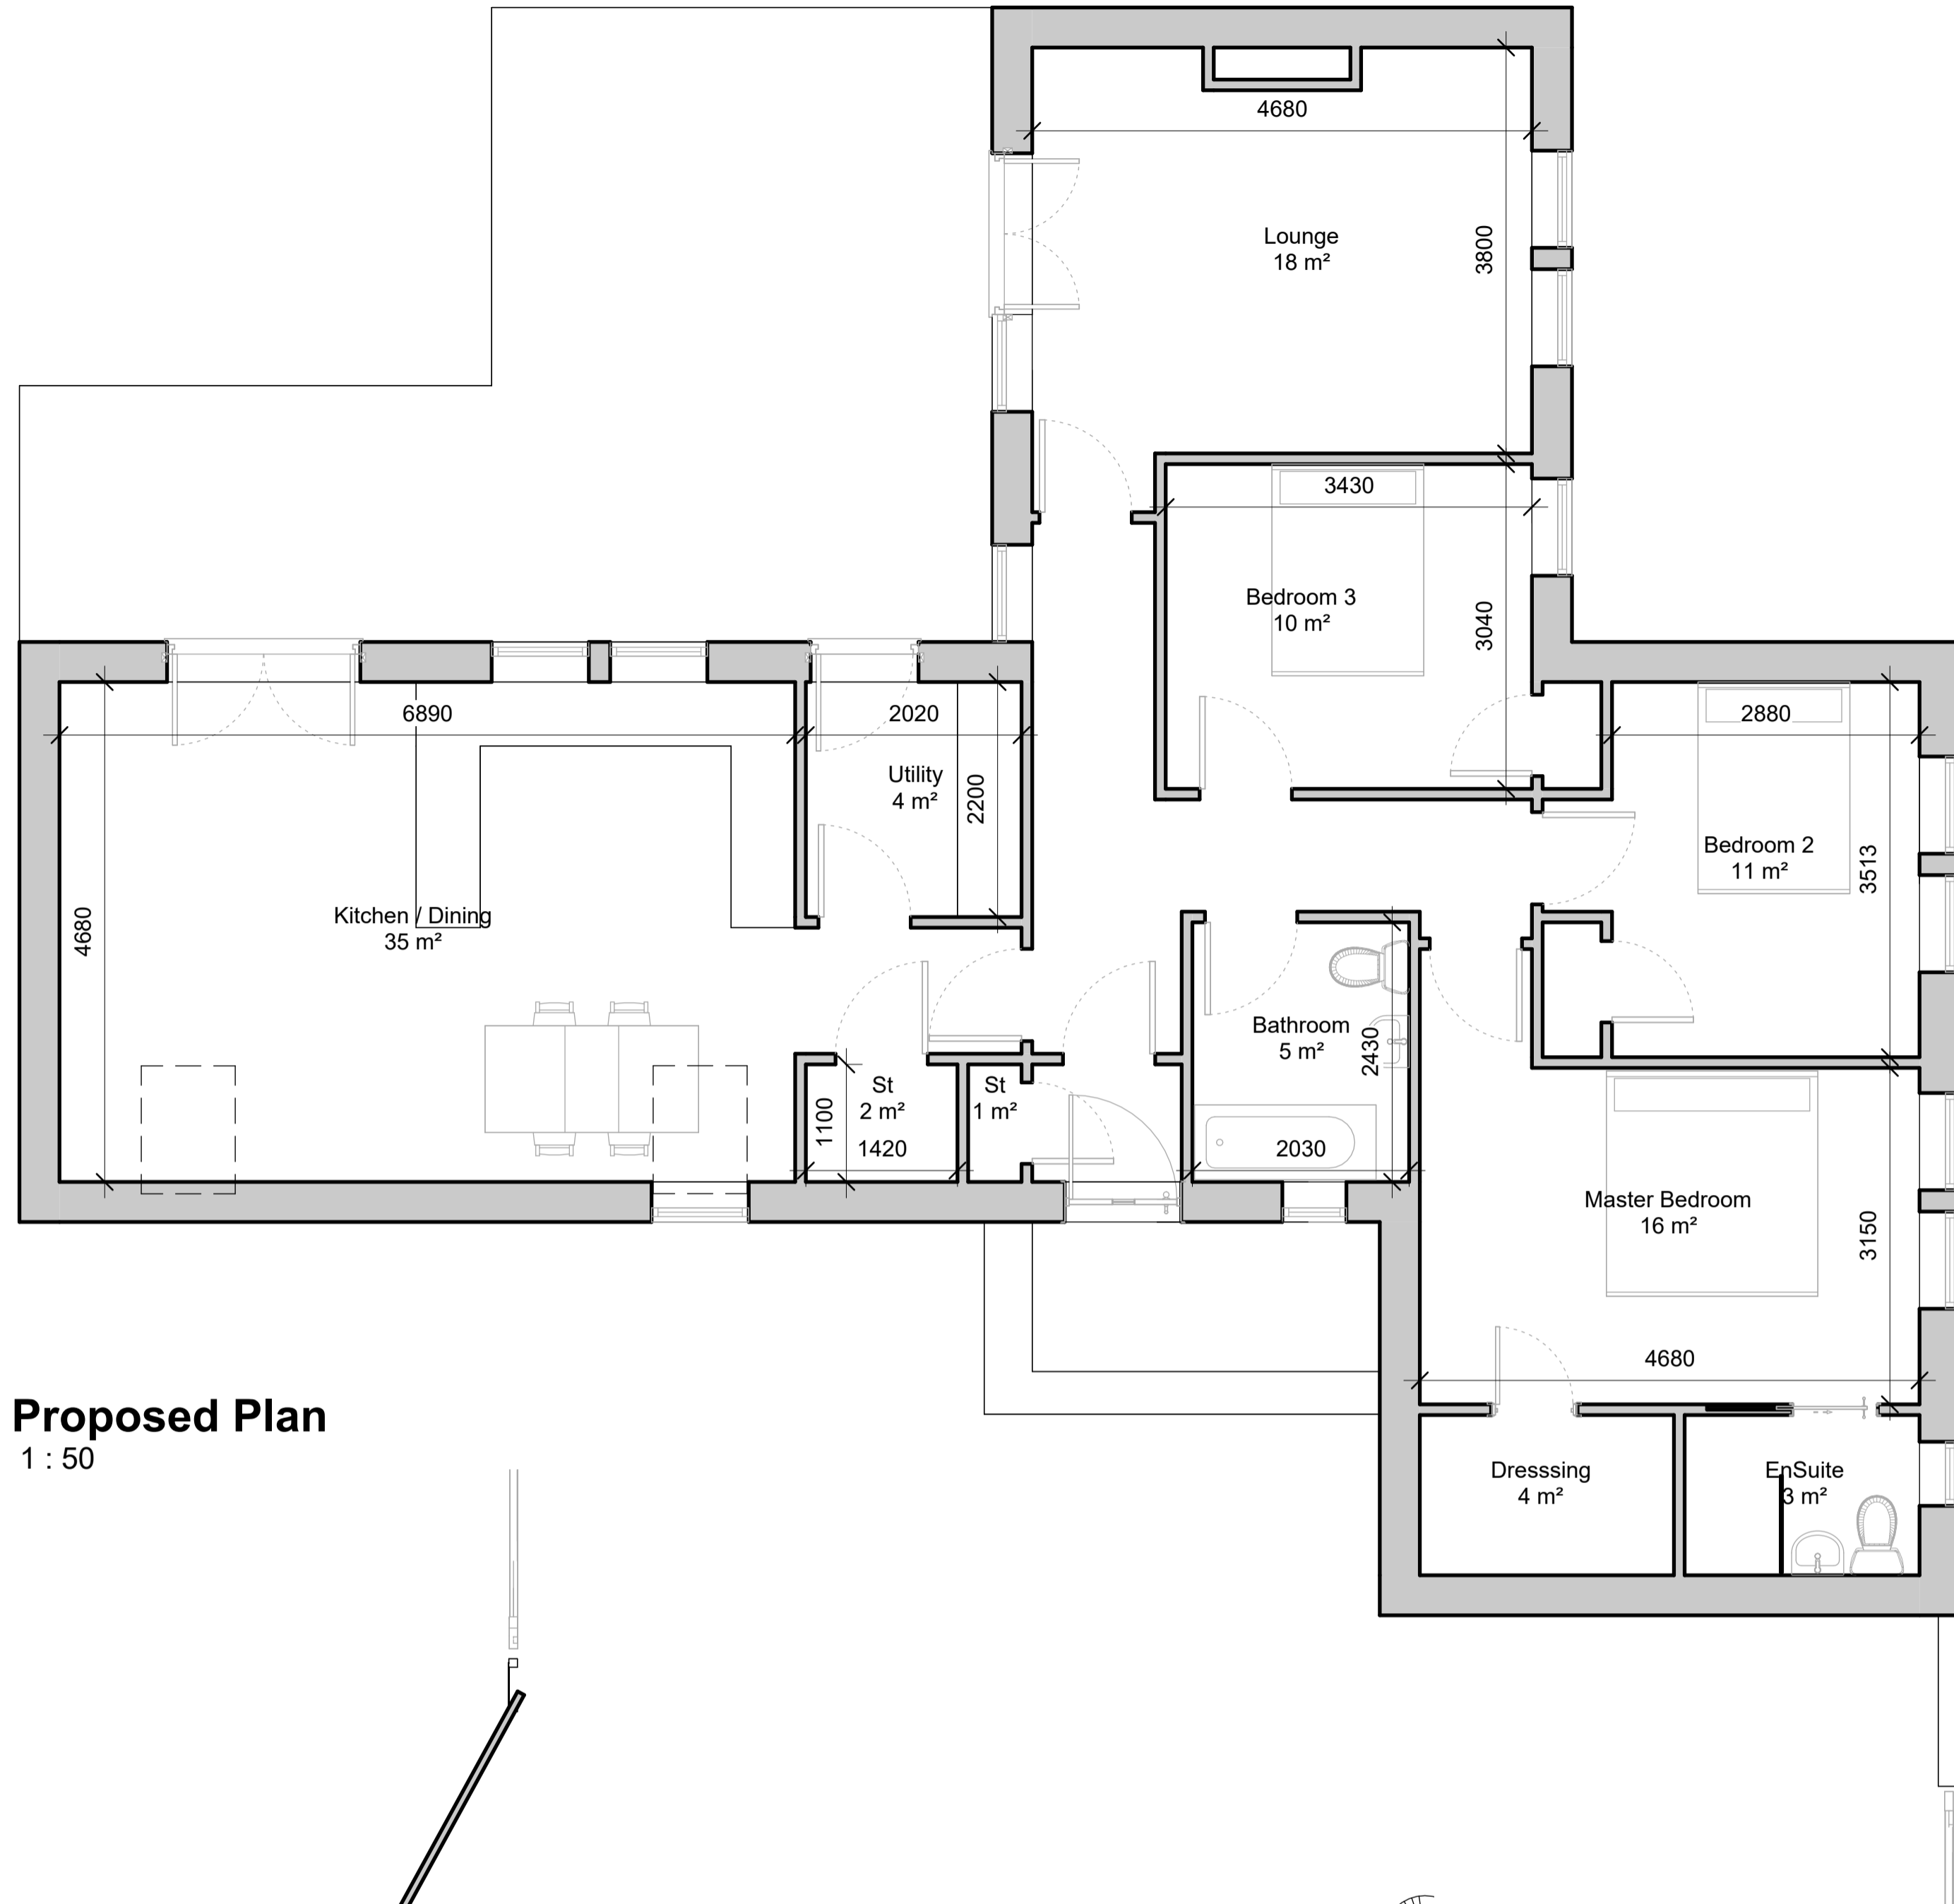 4680
Lounge
18 m²
3800
3430
Bedroom 3
10 m²
3040
6890
2020
2880
Utility
4 m²
2200
Bedroom 2
11 m²
3513
Kitchen / Dining
35 m²
4680
Bathroom
5 m²
2430
St
2 m²
St
1 m²
1100
1420
2030
Master Bedroom
16 m²
3150
4680
Proposed Plan
1 : 50
Dresssing
4 m²
EnSuite
3 m²